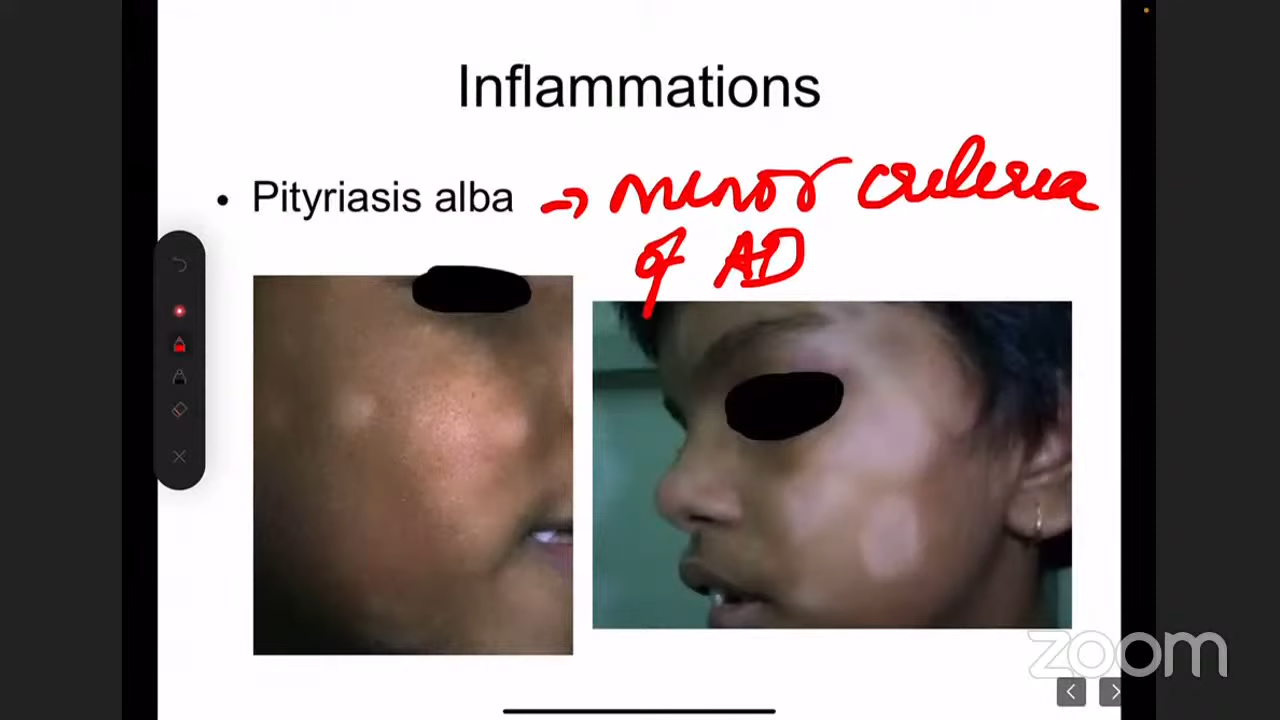 Inflammations
• Pityriasis alba → minor criteria
of AD
zoom